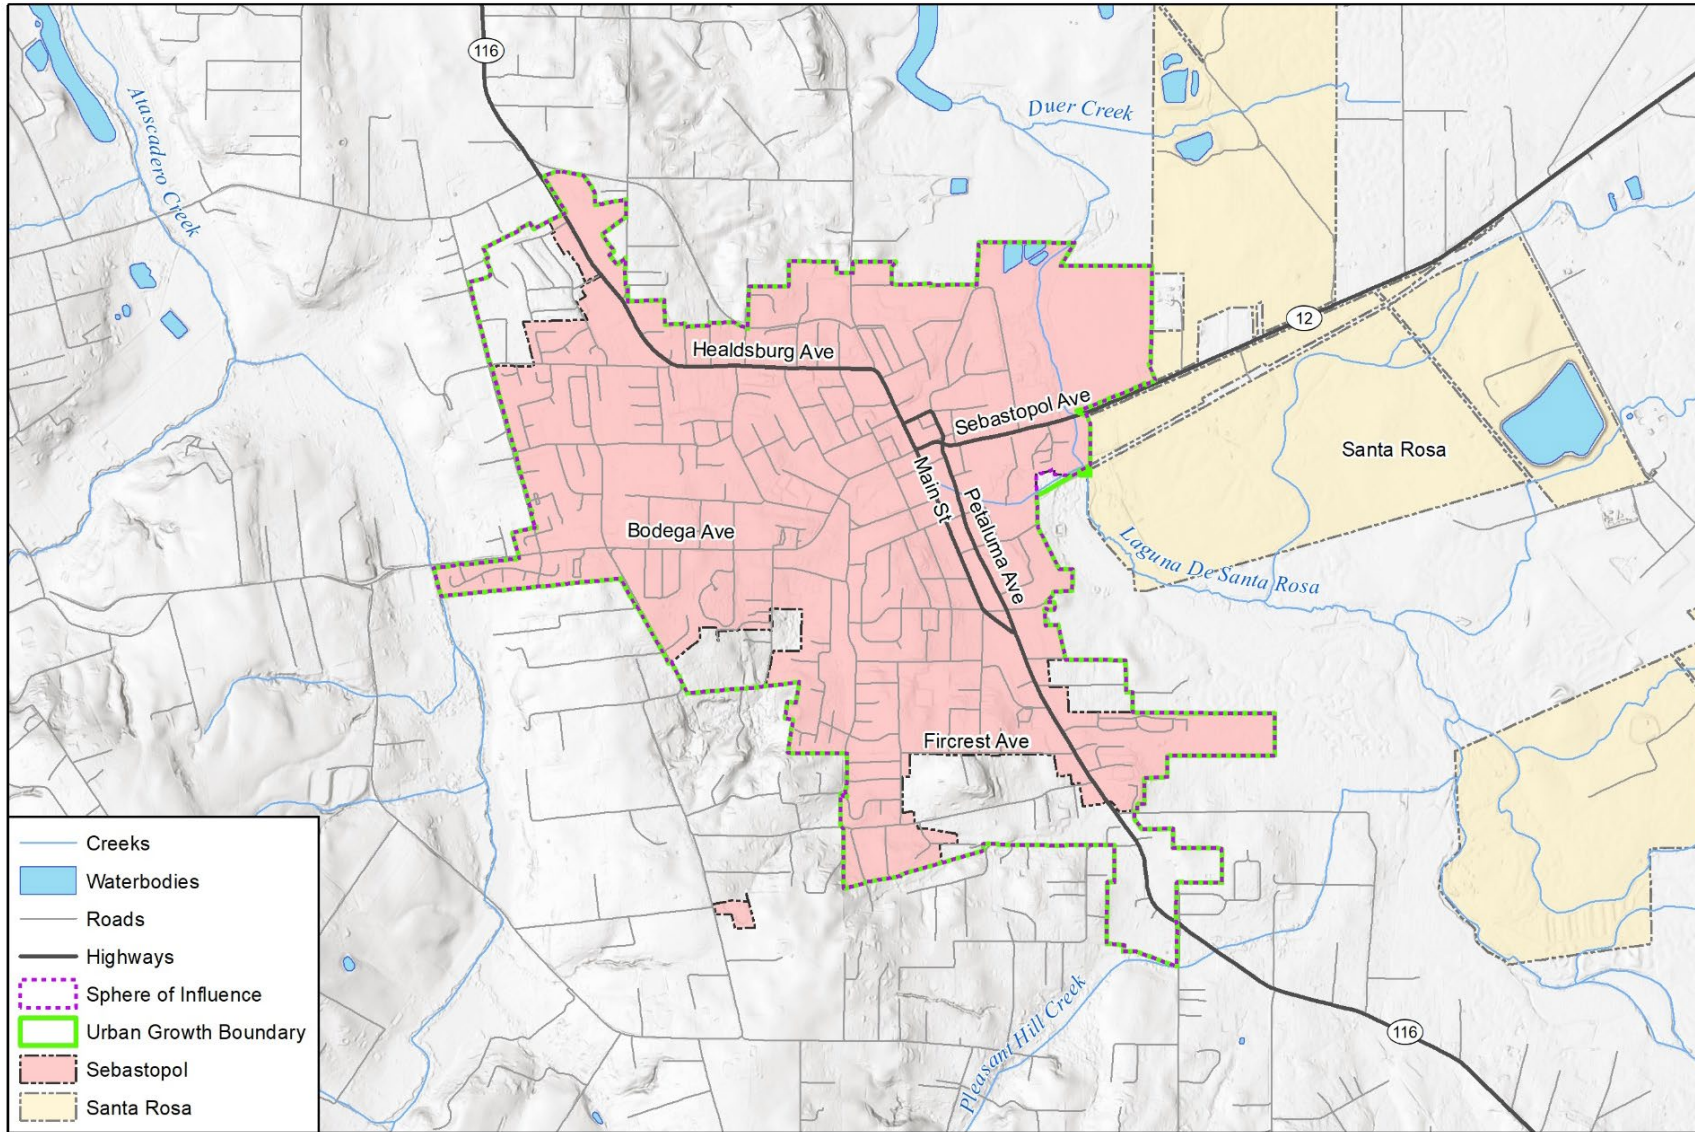 116
Duer Creek
Atascadero Creek
12
Healdsburg Ave
Sebastopol Ave
Santa Rosa
Main St
Petaluma Ave
Bodega Ave
Laguna De Santa Rosa
Fircrest Ave
Pleasant Hill Creek
116
Creeks
Waterbodies
Roads
Highways
Sphere of Influence
Urban Growth Boundary
Sebastopol
Santa Rosa